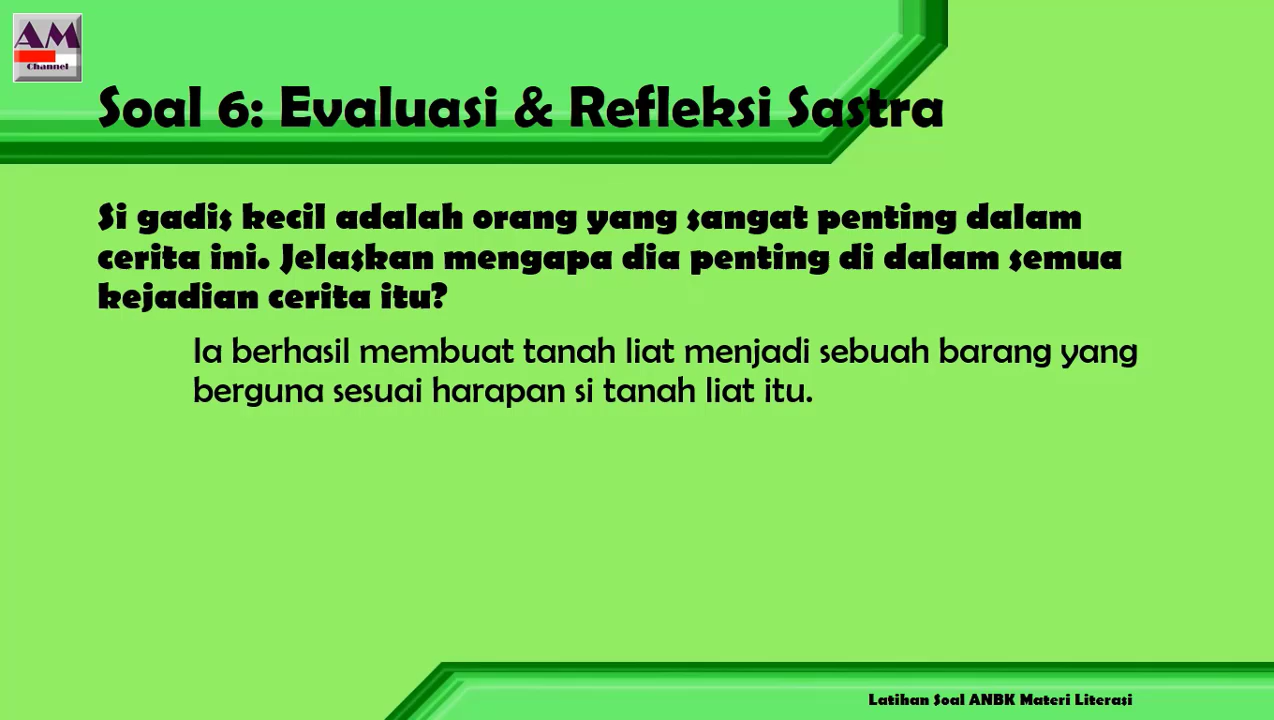 AM
Channel
Soal 6: Evaluasi & Refleksi Sastra
Si gadis kecil adalah orang yang sangat penting dalam
cerita ini. Jelaskan mengapa dia penting di dalam semua
kejadian cerita itu?
Ia berhasil membuat tanah liat menjadi sebuah barang yang
berguna sesuai harapan si tanah liat itu.
Latihan Soal ANBK Materi Literasi